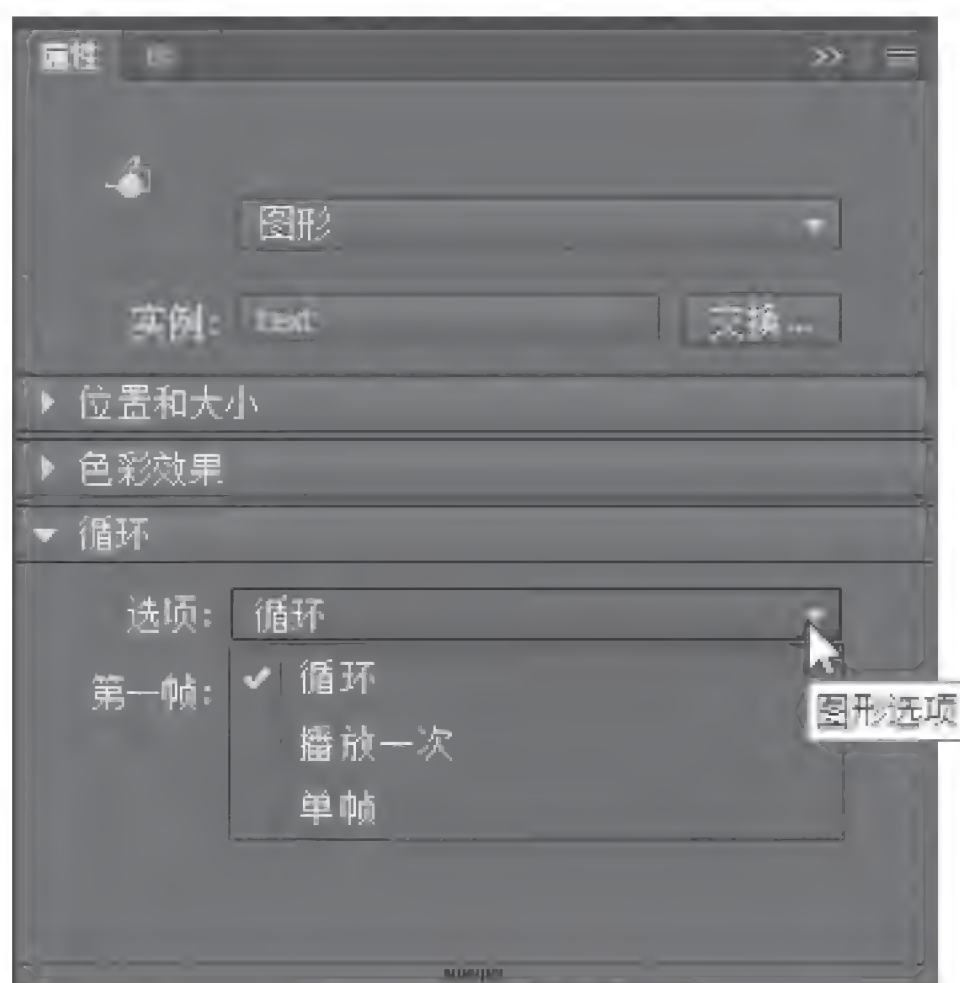 属性
>>
图形
实例: text 交换...
位置和大小
色彩效果
循环
选项: 循环
第一帧:
循环
播放一次
单帧
图形选项